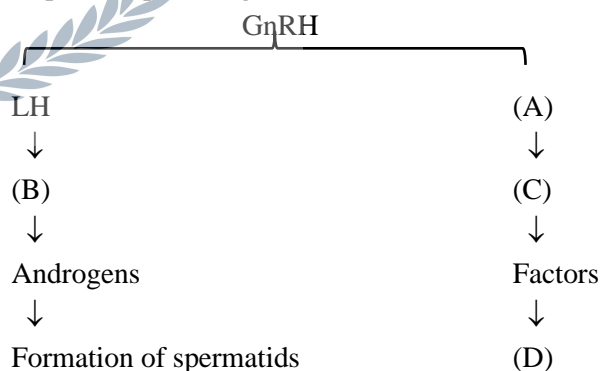 GnRH
LH (A)
↓ ↓
(B) (C)
↓ ↓
Androgens Factors
↓ ↓
Formation of spermatids (D)